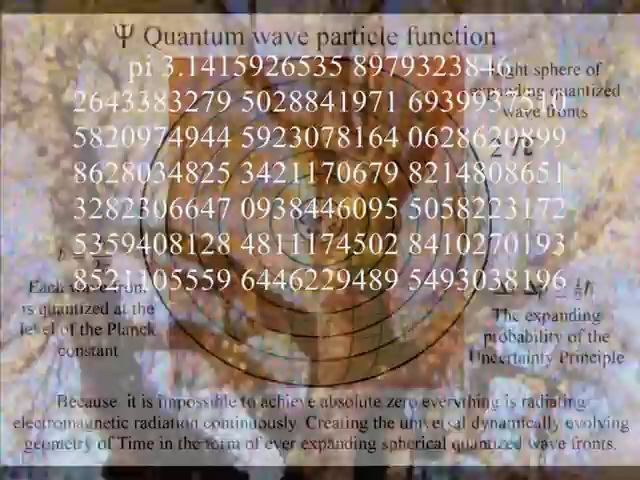 Ψ Quantum wave particle function
pi 3.1415926535 8979323846
2643383279 5028841971 6939937510
5820974944 5923078164 0628620899
8628034825 3421170679 8214808651
3282306647 0938446095 5058223172
5359408128 4811174502 8410270193
8521105559 6446229489 5493038196
Light sphere of
expanding quantized
wave fronts
Each wave front
is quantized at the
level of the Planck
constant
The expanding
probability of the
Uncertainty Principle
Because it is impossible to achieve absolute zero everything is radiating
electromagnetic radiation continuously. Creating the universal dynamically evolving
geometry of Time in the form of ever expanding spherical quantized wave fronts.